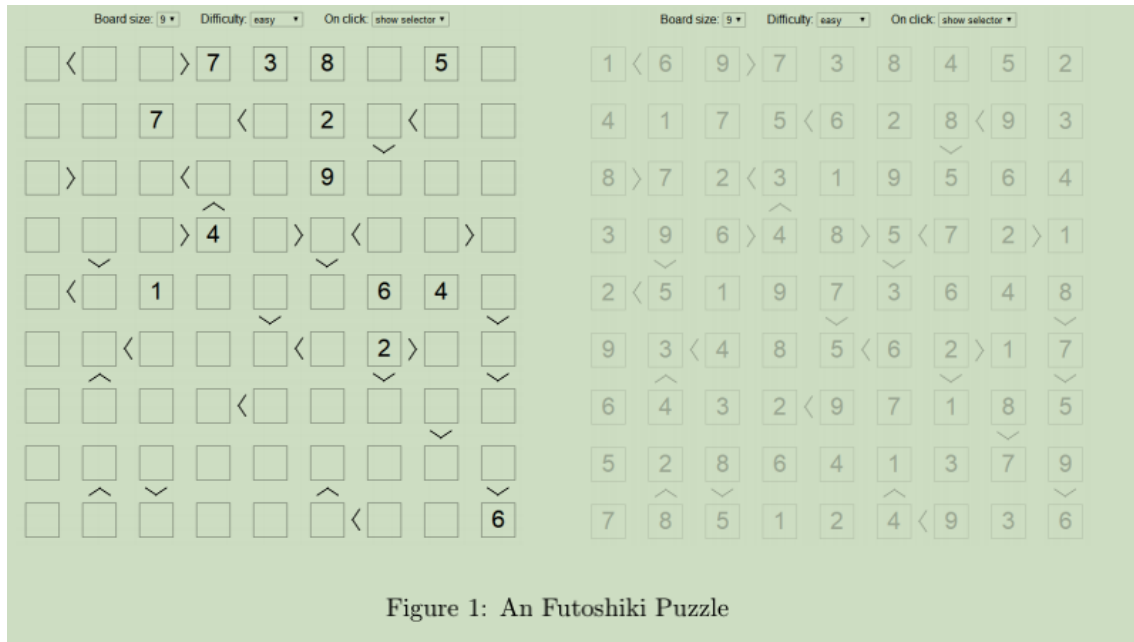 Board size: 9 Difficulty: easy On click: show selector
< > 7 3 8 5
7 < 2 <
> < 9
> 4 > < >
< 1 6 4
< < 2 >
<
< 6
Board size: 9 Difficulty: easy On click: show selector
1 < 6 9 > 7 3 8 4 5 2
4 1 7 5 < 6 2 8 < 9 3
8 > 7 2 < 3 1 9 5 6 4
3 9 6 > 4 8 > 5 < 7 2 > 1
2 < 5 1 9 7 3 6 4 8
9 3 < 4 8 5 < 6 2 > 1 7
6 4 3 2 < 9 7 1 8 5
5 2 8 6 4 1 3 7 9
7 8 5 1 2 4 < 9 3 6
Figure 1: An Futoshiki Puzzle